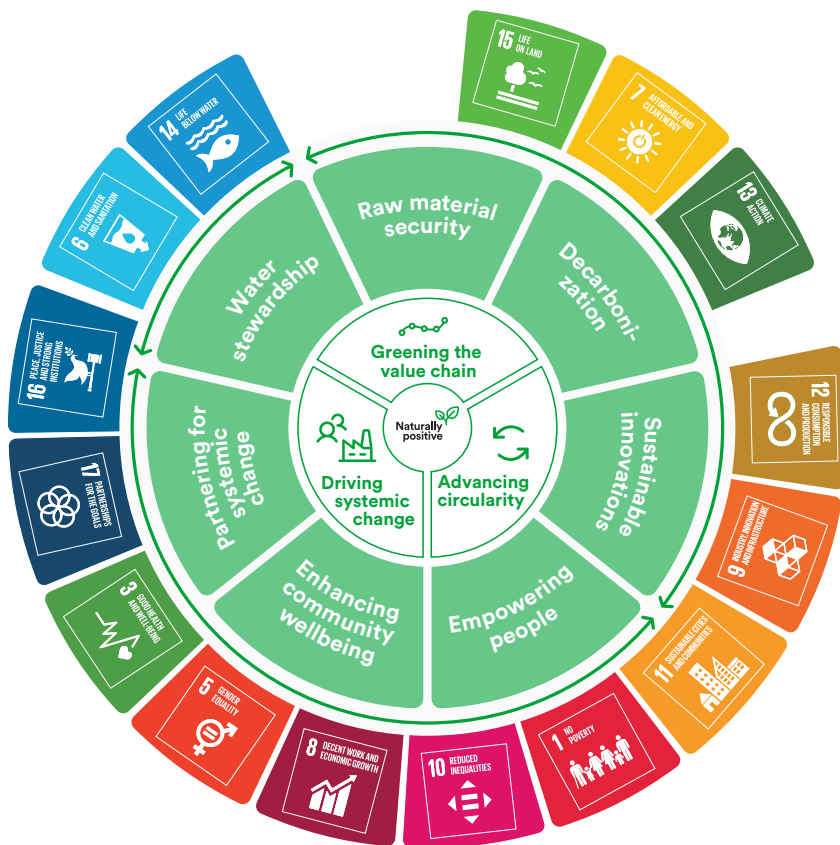 15 LIFE
ON LAND
7 AFFORDABLE AND
CLEAN ENERGY
13 CLIMATE
ACTION
12 RESPONSIBLE
CONSUMPTION
AND PRODUCTION
9 INDUSTRY, INNOVATION
AND INFRASTRUCTURE
11 SUSTAINABLE CITIES
AND COMMUNITIES
1 NO
POVERTY
10 REDUCED
INEQUALITIES
8 DECENT WORK AND
ECONOMIC GROWTH
5 GENDER
EQUALITY
3 GOOD HEALTH
AND WELL-BEING
17 PARTNERSHIPS
FOR THE GOALS
16 PEACE, JUSTICE
AND STRONG
INSTITUTIONS
6 CLEAN WATER
AND SANITATION
14 LIFE
BELOW WATER
Raw material
security
Decarboni-
zation
Sustainable
innovations
Empowering
people
Enhancing
community
wellbeing
Partnering for
systemic
change
Water
stewardship
Greening the
value chain
Advancing
circularity
Driving
systemic
change
Naturally
positive